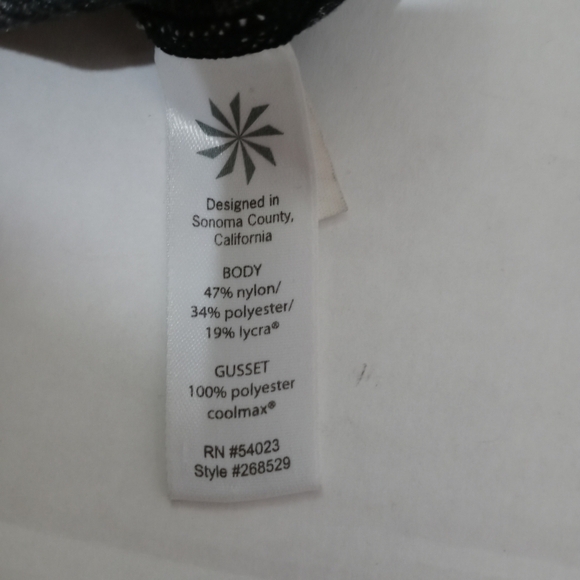 Designed in
Sonoma County,
California
BODY
47% nylon/
34% polyester/
19% lycra®
GUSSET
100% polyester
coolmax®
RN #54023
Style #268529